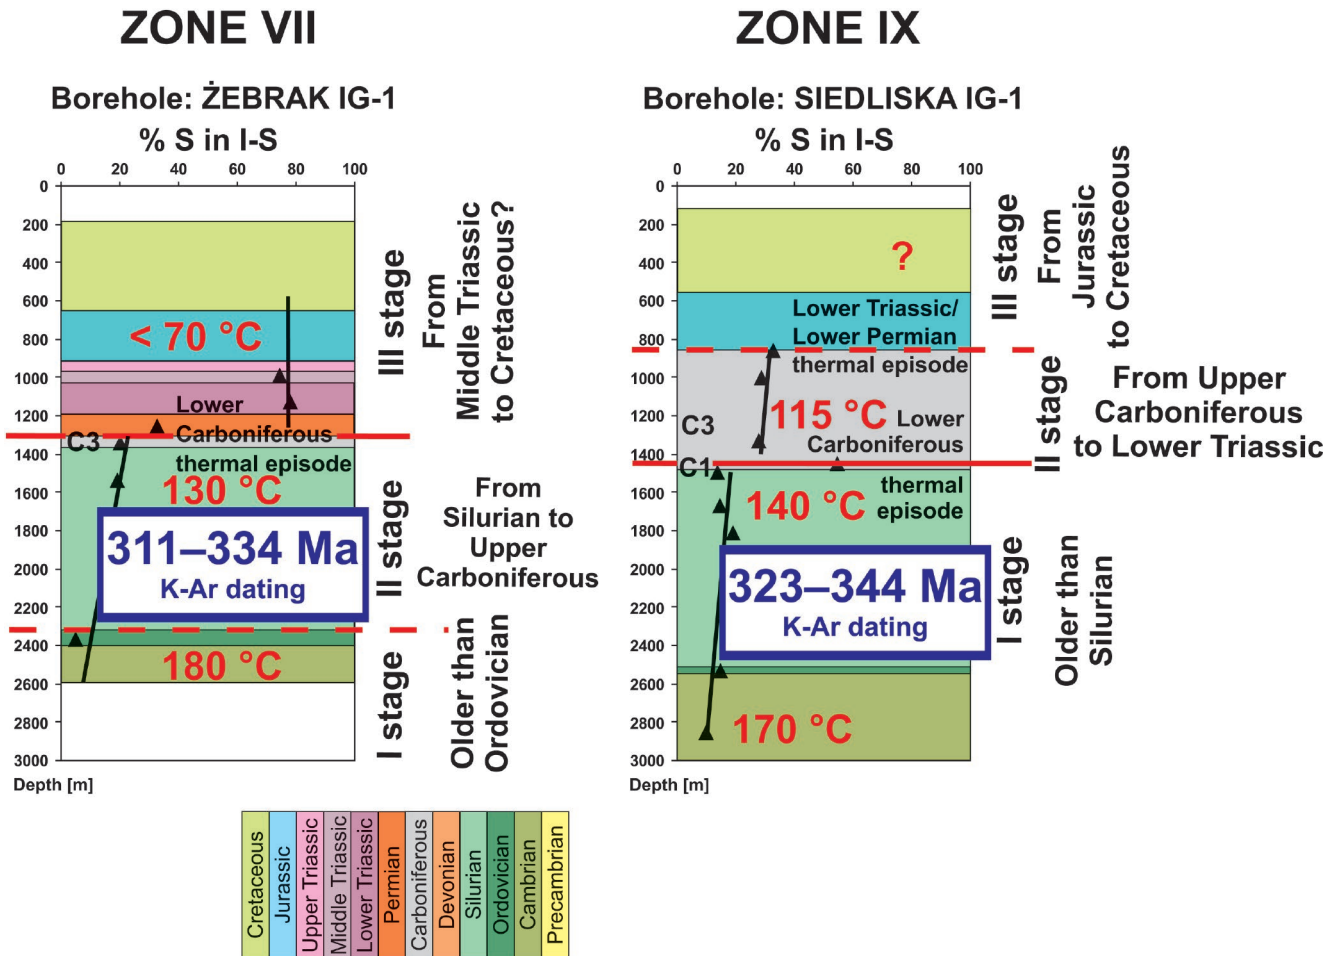 ZONE VII
Borehole: ŻEBRAK IG-1
% S in I-S
0 20 40 60 80 100
0
200
400
600
800
1000
1200
1400
1600
1800
2000
2200
2400
2600
2800
3000
Depth [m]
< 70 °C
Lower
Carboniferous
C3
thermal episode
130 °C
311–334 Ma
K-Ar dating
180 °C
III stage
From
Middle Triassic
to Cretaceous?
II stage
From
Silurian to
Upper
Carboniferous
I stage
Older than
Ordovician
ZONE IX
Borehole: SIEDLISKA IG-1
% S in I-S
0 20 40 60 80 100
0
200
400
600
800
1000
1200
1400
1600
1800
2000
2200
2400
2600
2800
3000
Depth [m]
?
Lower Triassic/
Lower Permian
thermal episode
115 °C
C3
Lower
Carboniferous
C1
thermal
episode
140 °C
323–344 Ma
K-Ar dating
170 °C
III stage
From
Jurassic
to Cretaceous
II stage
From Upper
Carboniferous
to Lower Triassic
I stage
Older than
Silurian
Cretaceous
Jurassic
Upper Triassic
Middle Triassic
Lower Triassic
Permian
Carboniferous
Devonian
Silurian
Ordovician
Cambrian
Precambrian